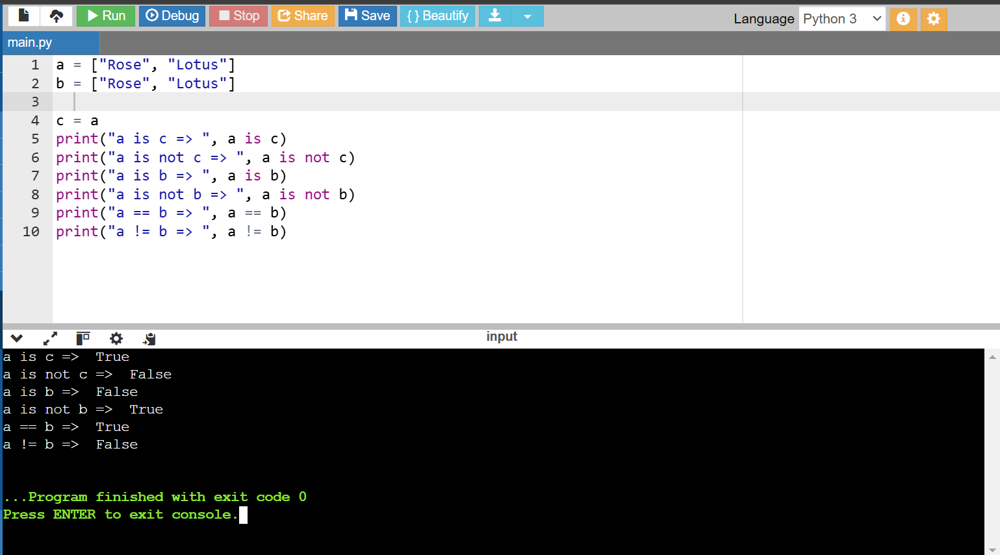 Run Debug Stop Share Save { } Beautify Language Python 3
main.py
1 a = ["Rose", "Lotus"]
2 b = ["Rose", "Lotus"]
3
4 c = a
5 print("a is c => ", a is c)
6 print("a is not c => ", a is not c)
7 print("a is b => ", a is b)
8 print("a is not b => ", a is not b)
9 print("a == b => ", a == b)
10 print("a != b => ", a != b)
input
a is c =>  True
a is not c =>  False
a is b =>  False
a is not b =>  True
a == b =>  True
a != b =>  False
...Program finished with exit code 0
Press ENTER to exit console.